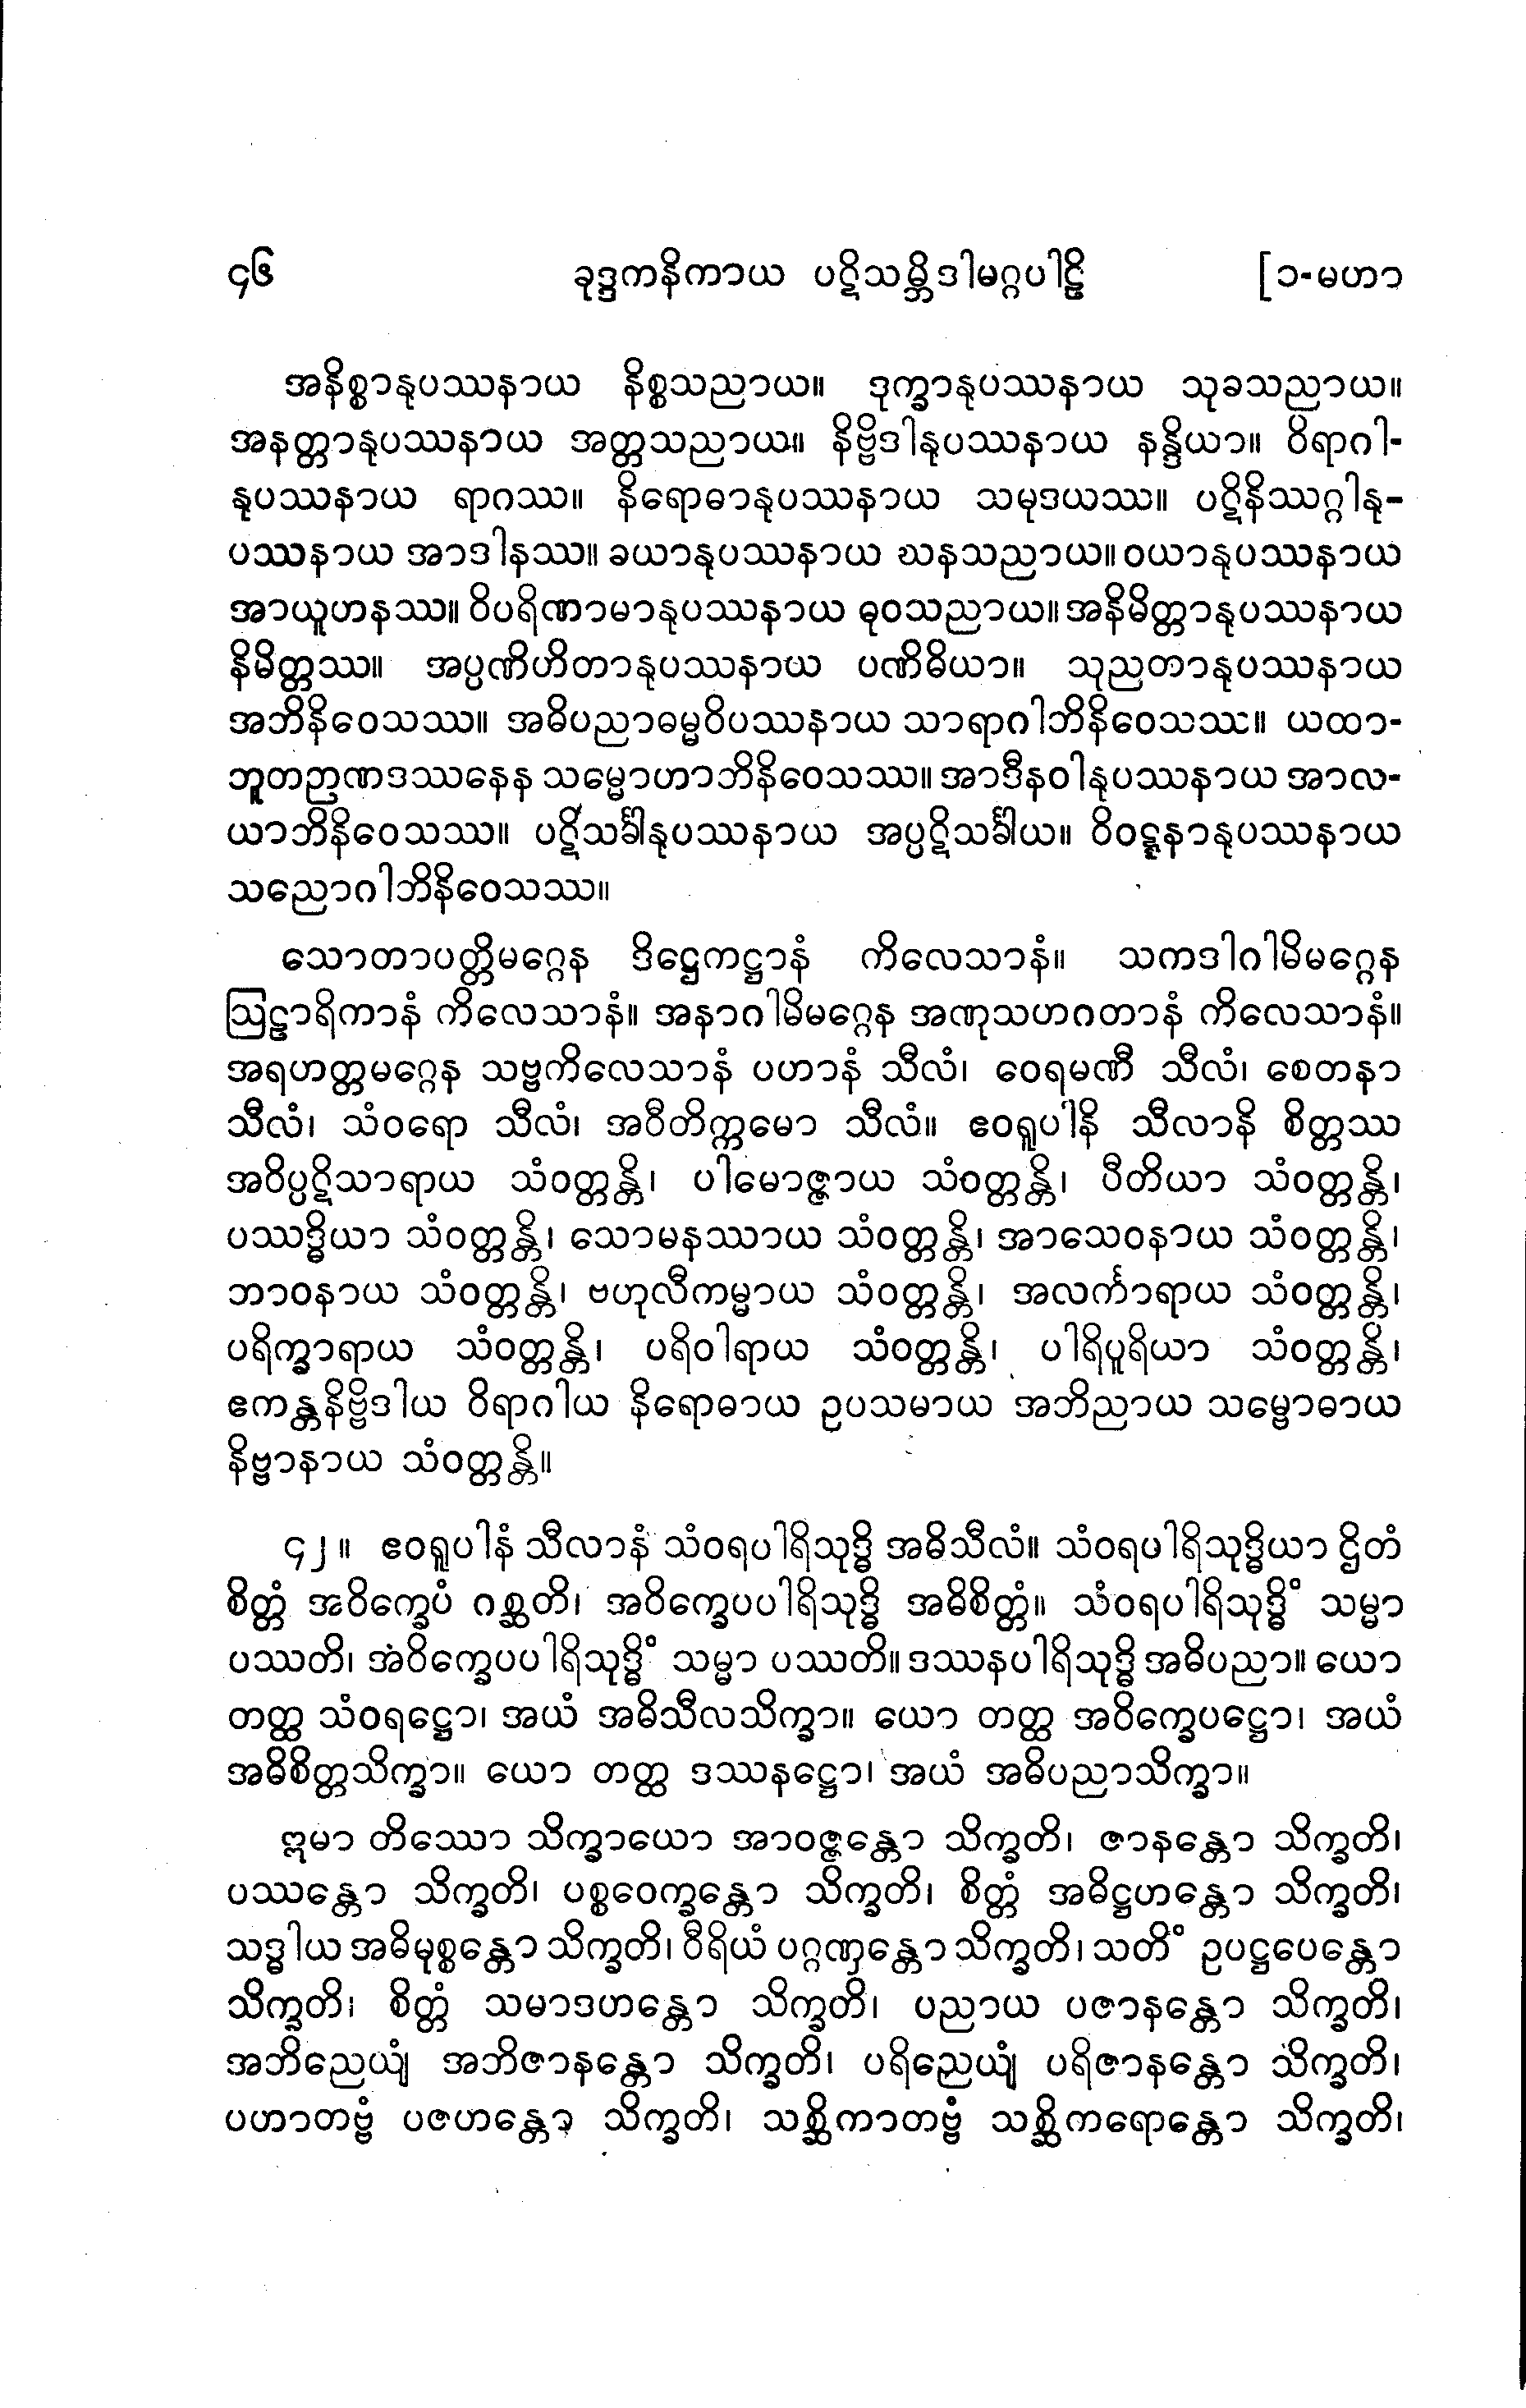 ၄၆ ခုဒ္ဒကနိကာယ ပဋိသမ္ဘိဒါမဂ္ဂပါဠိ [၁-မဟာ
အနိစ္စာနုပဿနာယ နိစ္စသညာယ။ ဒုက္ခာနုပဿနာယ သုခသညာယ။
အနတ္တာနုပဿနာယ အတ္တသညာယ။ နိဗ္ဗိဒါနုပဿနာယ နန္ဒိယာ။ ဝိရာဂါ-
နုပဿနာယ ရာဂဿ။ နိရောဓာနုပဿနာယ သမုဒယဿ။ ပဋိနိဿဂ္ဂါနု-
ပဿနာယ အာဒါနဿ။ ခယာနုပဿနာယ ဃနသညာယ။ ဝယာနုပဿနာယ
အာယူဟနဿ။ ဝိပရိဏာမာနုပဿနာယ ဓုဝသညာယ။ အနိမိတ္တာနုပဿနာယ
နိမိတ္တဿ။ အပ္ပဏိဟိတာနုပဿနာယ ပဏိဓိယာ။ သုညတာနုပဿနာယ
အဘိနိဝေသဿ။ အဓိပညာဓမ္မဝိပဿနာယ သာရာဂါဘိနိဝေသဿ။ ယထာ-
ဘူတဉာဏဒဿနေန သမ္မောဟာဘိနိဝေသဿ။ အာဒီနဝါနုပဿနာယ အာလ-
ယာဘိနိဝေသဿ။ ပဋိသင်္ခါနုပဿနာယ အပ္ပဋိသင်္ခါယ။ ဝိဝဋ္ဋနာနုပဿနာယ
သညောဂါဘိနိဝေသဿ။
သောတာပတ္တိမဂ္ဂေန ဒိဋ္ဌေကဋ္ဌာနံ ကိလေသာနံ။ သကဒါဂါမိမဂ္ဂေန
ဩဠာရိကာနံ ကိလေသာနံ။ အနာဂါမိမဂ္ဂေန အဏုသဟဂတာနံ ကိလေသာနံ။
အရဟတ္တမဂ္ဂေန သဗ္ဗကိလေသာနံ ပဟာနံ သီလံ၊ ဝေရမဏီ သီလံ၊ စေတနာ
သီလံ၊ သံဝရော သီလံ၊ အဝီတိက္ကမော သီလံ။ ဧဝရူပါနိ သီလာနိ စိတ္တဿ
အဝိပ္ပဋိသာရာယ သံဝတ္တန္တိ၊ ပါမောဇ္ဇာယ သံဝတ္တန္တိ၊ ပီတိယာ သံဝတ္တန္တိ၊
ပဿဒ္ဓိယာ သံဝတ္တန္တိ၊ သောမနဿာယ သံဝတ္တန္တိ၊ အာသေဝနာယ သံဝတ္တန္တိ၊
ဘာဝနာယ သံဝတ္တန္တိ၊ ဗဟုလီကမ္မာယ သံဝတ္တန္တိ၊ အလင်္ကာရာယ သံဝတ္တန္တိ၊
ပရိက္ခာရာယ သံဝတ္တန္တိ၊ ပရိဝါရာယ သံဝတ္တန္တိ၊ ပါရိပူရိယာ သံဝတ္တန္တိ၊
ဧကန္တနိဗ္ဗိဒါယ ဝိရာဂါယ နိရောဓာယ ဥပသမာယ အဘိညာယ သမ္ဗောဓာယ
နိဗ္ဗာနာယ သံဝတ္တန္တိ။
၄၂။ ဧဝရူပါနံ သီလာနံ သံဝရပါရိသုဒ္ဓိ အဓိသီလံ။ သံဝရပါရိသုဒ္ဓိယာ ဌိတံ
စိတ္တံ အဝိက္ခေပံ ဂစ္ဆတိ၊ အဝိက္ခေပပါရိသုဒ္ဓိ အဓိစိတ္တံ။ သံဝရပါရိသုဒ္ဓိံ သမ္မာ
ပဿတိ၊ အဝိက္ခေပပါရိသုဒ္ဓိံ သမ္မာ ပဿတိ။ ဒဿနပါရိသုဒ္ဓိ အဓိပညာ။ ယော
တတ္ထ သံဝရဋ္ဌော၊ အယံ အဓိသီလသိက္ခာ။ ယော တတ္ထ အဝိက္ခေပဋ္ဌော၊ အယံ
အဓိစိတ္တသိက္ခာ။ ယော တတ္ထ ဒဿနဋ္ဌော၊ အယံ အဓိပညာသိက္ခာ။
ဣမာ တိဿော သိက္ခာယော အာဝဇ္ဇန္တော သိက္ခတိ၊ ဇာနန္တော သိက္ခတိ၊
ပဿန္တော သိက္ခတိ၊ ပစ္စဝေက္ခန္တော သိက္ခတိ၊ စိတ္တံ အဓိဋ္ဌဟန္တော သိက္ခတိ၊
သဒ္ဓါယ အဓိမုစ္စန္တော သိက္ခတိ၊ ဝီရိယံ ပဂ္ဂဏှန္တော သိက္ခတိ၊ သတိံ ဥပဋ္ဌပေန္တော
သိက္ခတိ၊ စိတ္တံ သမာဒဟန္တော သိက္ခတိ၊ ပညာယ ပဇာနန္တော သိက္ခတိ၊
အဘိညေယျံ အဘိဇာနန္တော သိက္ခတိ၊ ပရိညေယျံ ပရိဇာနန္တော သိက္ခတိ၊
ပဟာတဗ္ဗံ ပဇဟန္တော သိက္ခတိ၊ သစ္ဆိကာတဗ္ဗံ သစ္ဆိကရောန္တော သိက္ခတိ၊